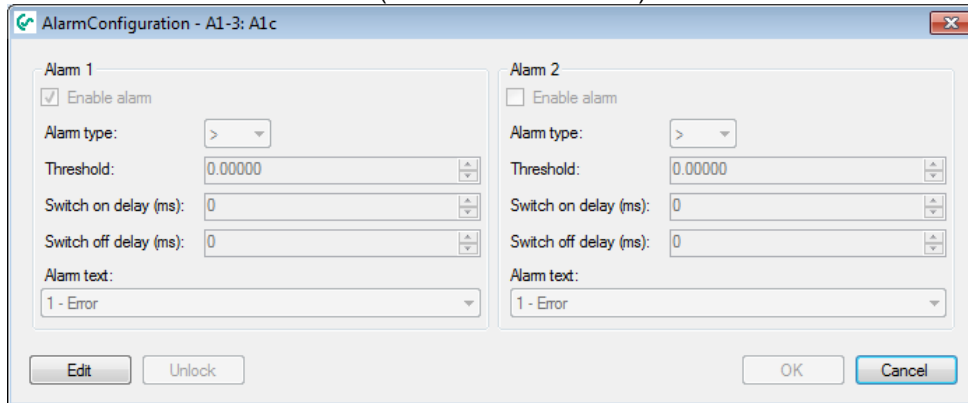 AlarmConfiguration - A1-3: A1c
Alarm 1
Enable alarm
Alarm type: >
Threshold: 0.00000
Switch on delay (ms): 0
Switch off delay (ms): 0
Alarm text:
1 - Error
Alarm 2
Enable alarm
Alarm type: >
Threshold: 0.00000
Switch on delay (ms): 0
Switch off delay (ms): 0
Alarm text:
1 - Error
Edit Unlock OK Cancel